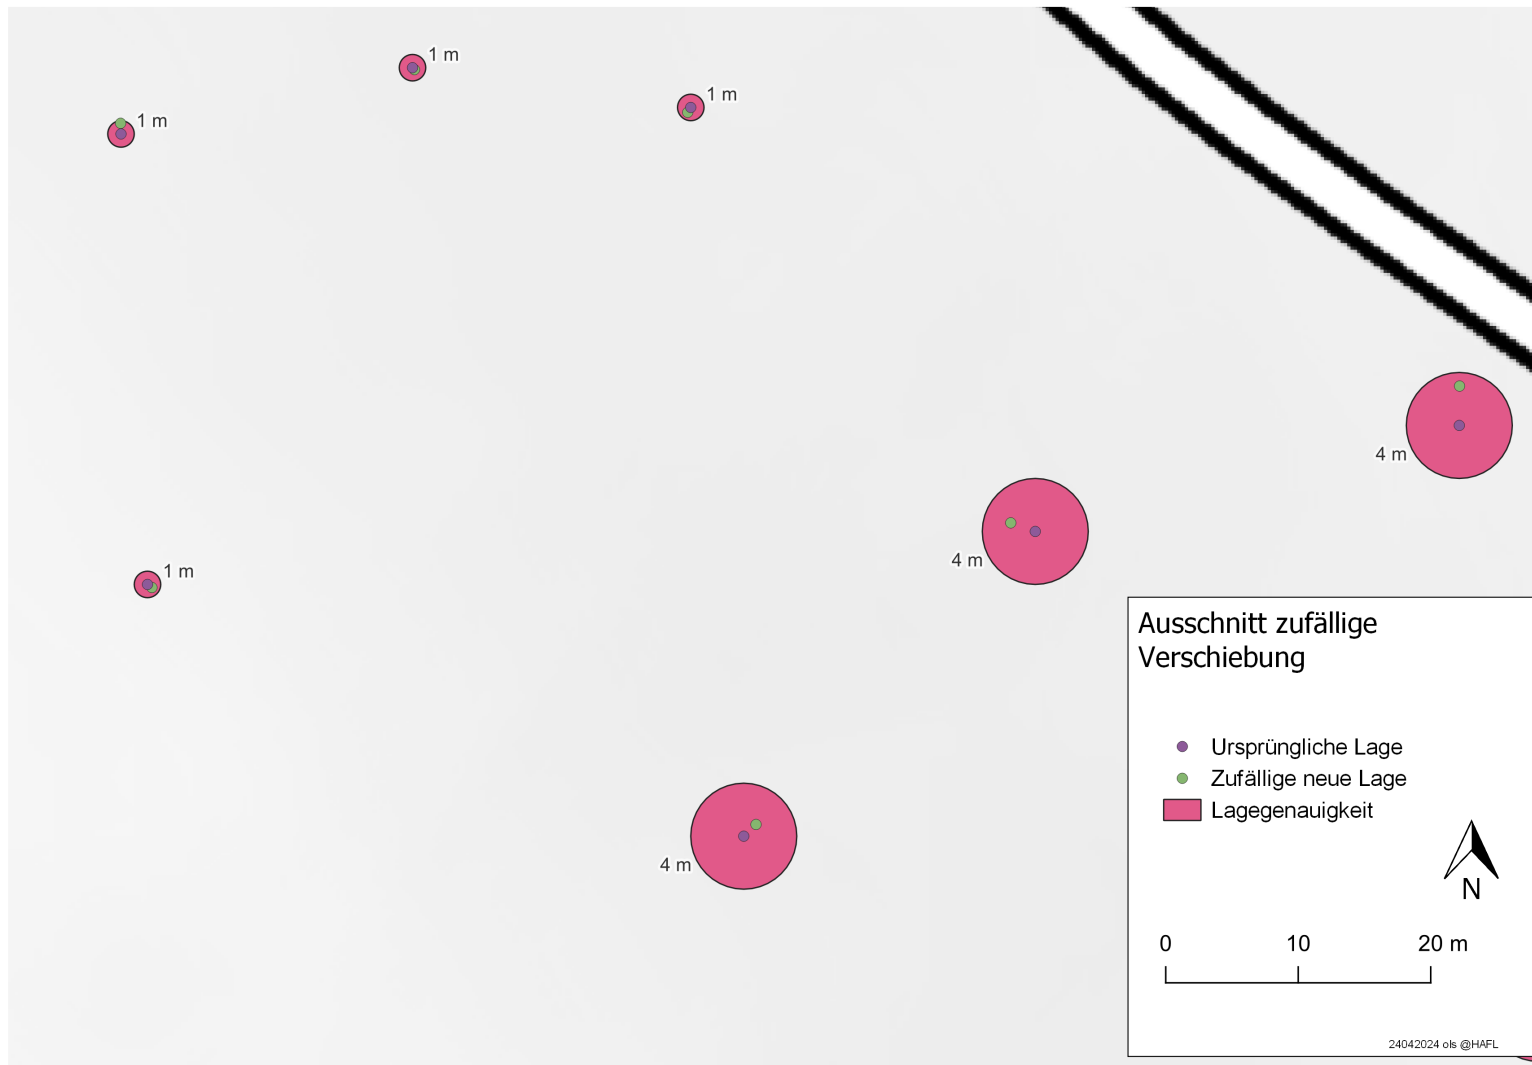 1 m
1 m
1 m
4 m
4 m
1 m
4 m
Ausschnitt zufällige
Verschiebung
Ursprüngliche Lage
Zufällige neue Lage
Lagegenauigkeit
N
0 10 20 m
24042024 ols @HAFL